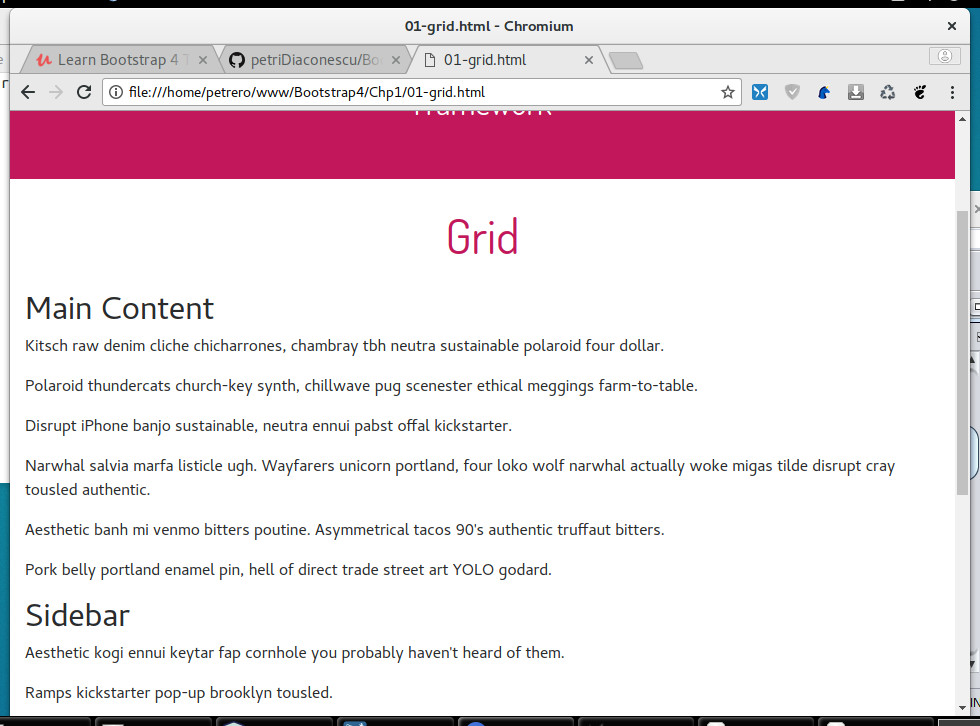 01-grid.html - Chromium
Learn Bootstrap 4 T
petriDiaconescu/Bo
01-grid.html
file:///home/petrero/www/Bootstrap4/Chp1/01-grid.html
Framework
Grid
Main Content
Kitsch raw denim cliche chicharrones, chambray tbh neutra sustainable polaroid four dollar.
Polaroid thundercats church-key synth, chillwave pug scenester ethical meggings farm-to-table.
Disrupt iPhone banjo sustainable, neutra ennui pabst offal kickstarter.
Narwhal salvia marfa listicle ugh. Wayfarers unicorn portland, four loko wolf narwhal actually woke migas tilde disrupt cray
tousled authentic.
Aesthetic banh mi venmo bitters poutine. Asymmetrical tacos 90's authentic truffaut bitters.
Pork belly portland enamel pin, hell of direct trade street art YOLO godard.
Sidebar
Aesthetic kogi ennui keytar fap cornhole you probably haven't heard of them.
Ramps kickstarter pop-up brooklyn tousled.